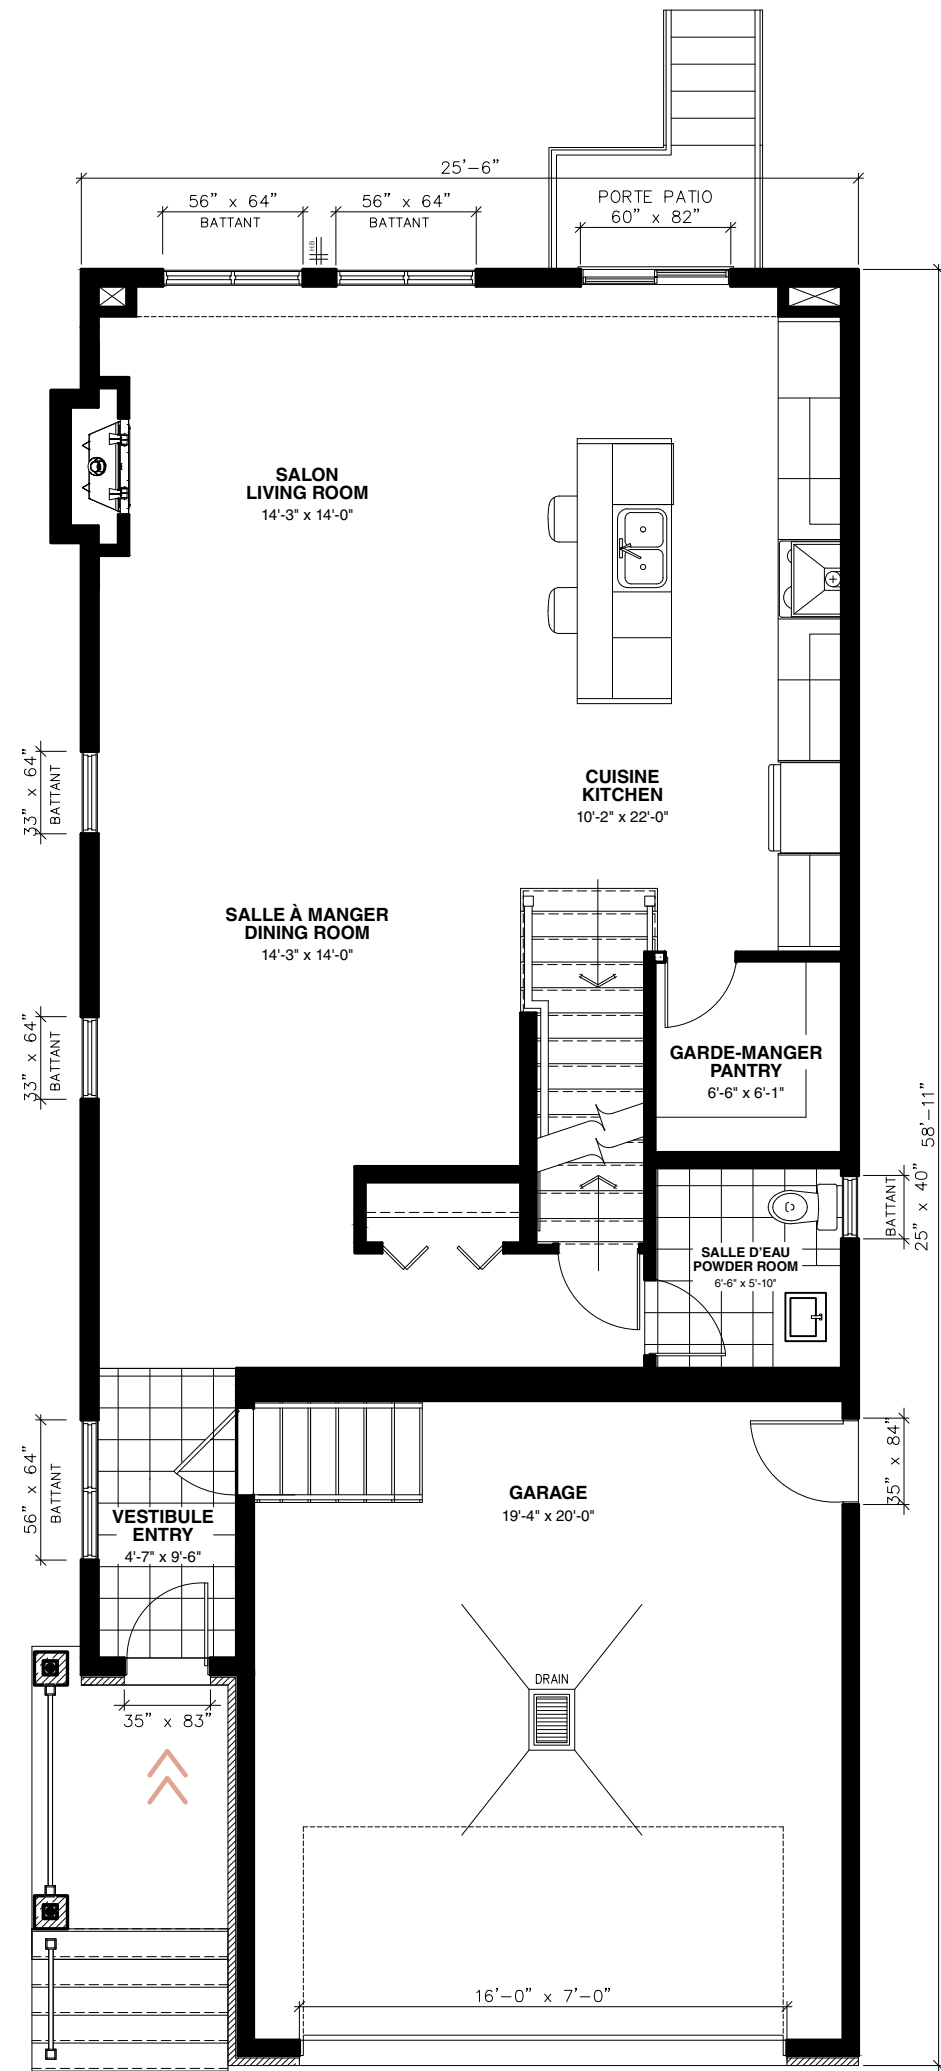 25'-6"
56" x 64"
BATTANT
56" x 64"
BATTANT
PORTE PATIO
60" x 82"
H.B.
SALON
LIVING ROOM
14'-3" x 14'-0"
33" x 64"
BATTANT
CUISINE
KITCHEN
10'-2" x 22'-0"
SALLE À MANGER
DINING ROOM
14'-3" x 14'-0"
33" x 64"
BATTANT
GARDE-MANGER
PANTRY
6'-6" x 6'-1"
58'-11"
BATTANT
25" x 40"
SALLE D'EAU
POWDER ROOM
6'-6" x 5'-10"
56" x 64"
BATTANT
35" x 84"
GARAGE
19'-4" x 20'-0"
VESTIBULE
ENTRY
4'-7" x 9'-6"
DRAIN
35" x 83"
16'-0" x 7'-0"